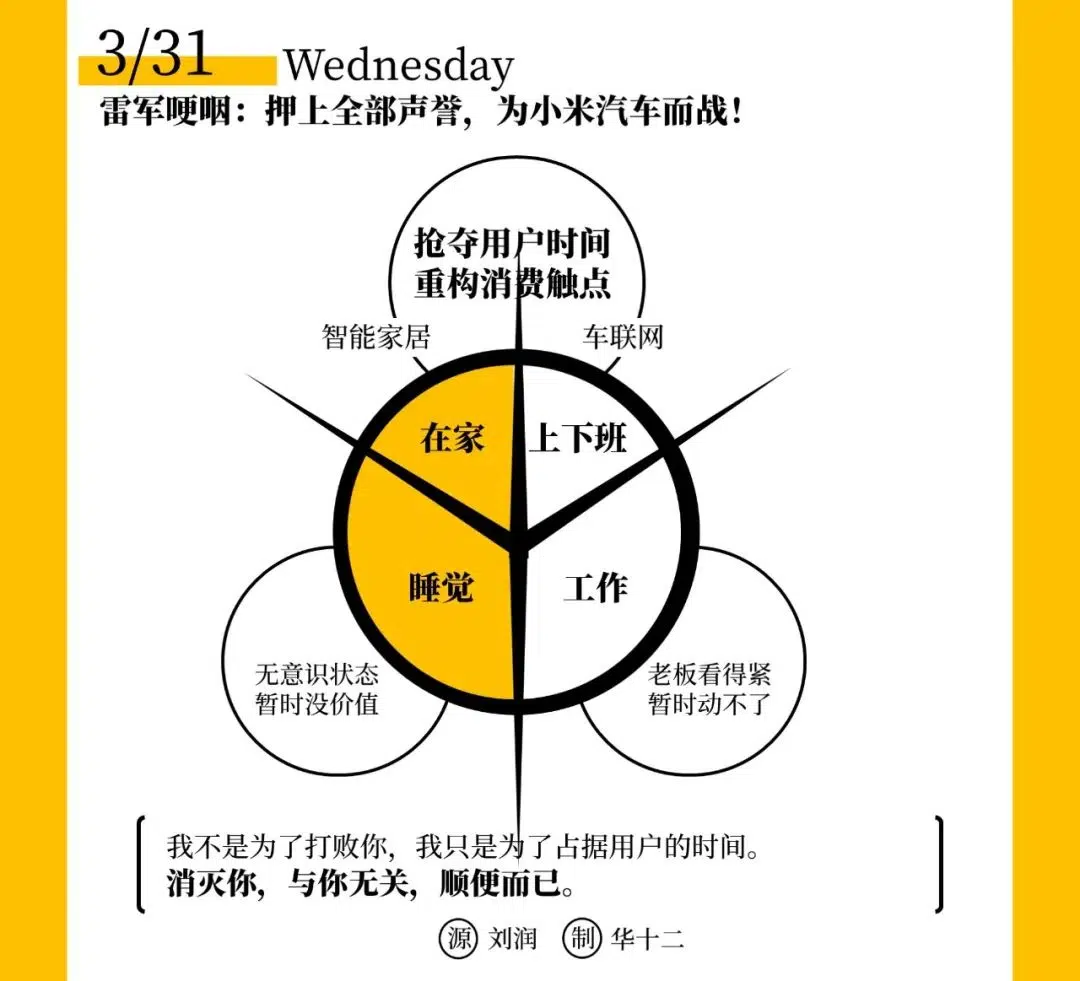 3/31 Wednesday
雷军哽咽：押上全部声誉，为小米汽车而战！
抢夺用户时间
重构消费触点
智能家居
车联网
在家
上下班
睡觉
工作
无意识状态
暂时没价值
老板看得紧
暂时动不了
我不是为了打败你，我只是为了占据用户的时间。
消灭你，与你无关，顺便而已。
源 刘润 制 华十二